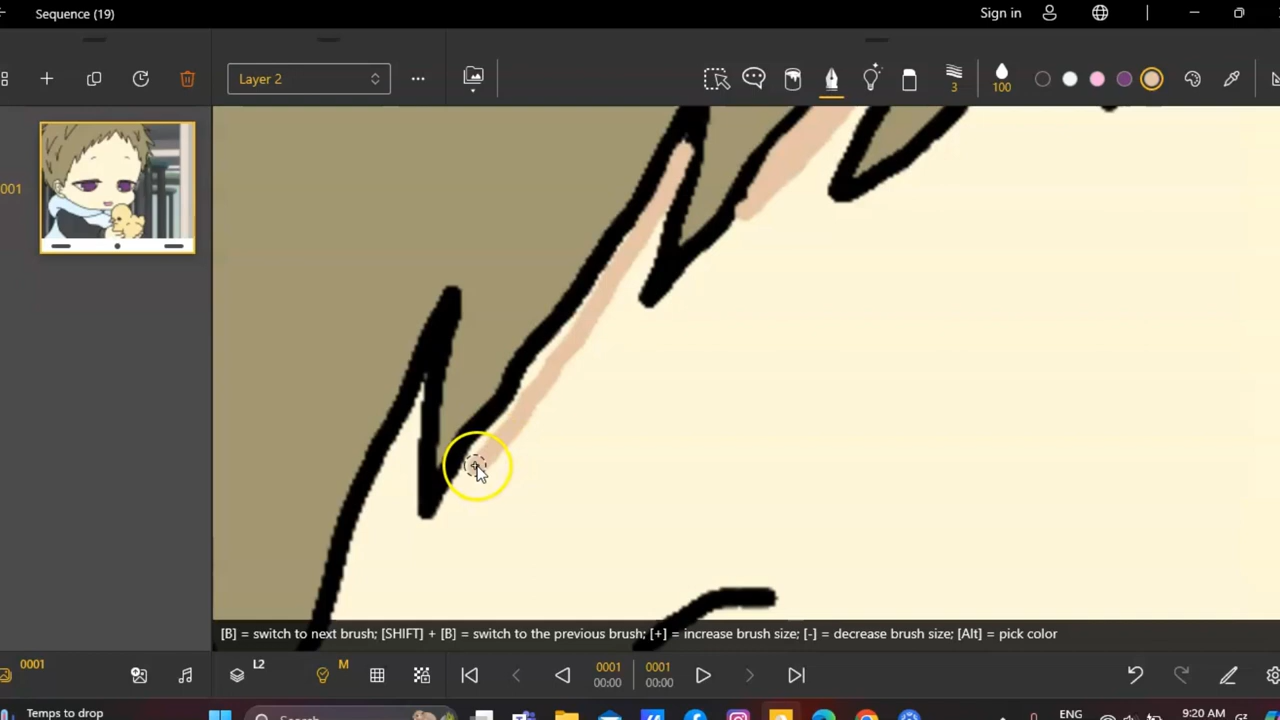 Sequence (19)
Sign in
Layer 2
3
100
001
[B] = switch to next brush; [SHIFT] + [B] = switch to the previous brush; [+] = increase brush size; [-] = decrease brush size; [Alt] = pick color
0001
L2
M
0001
00:00
0001
00:00
Temps to drop
Search
ENG
9:20 AM